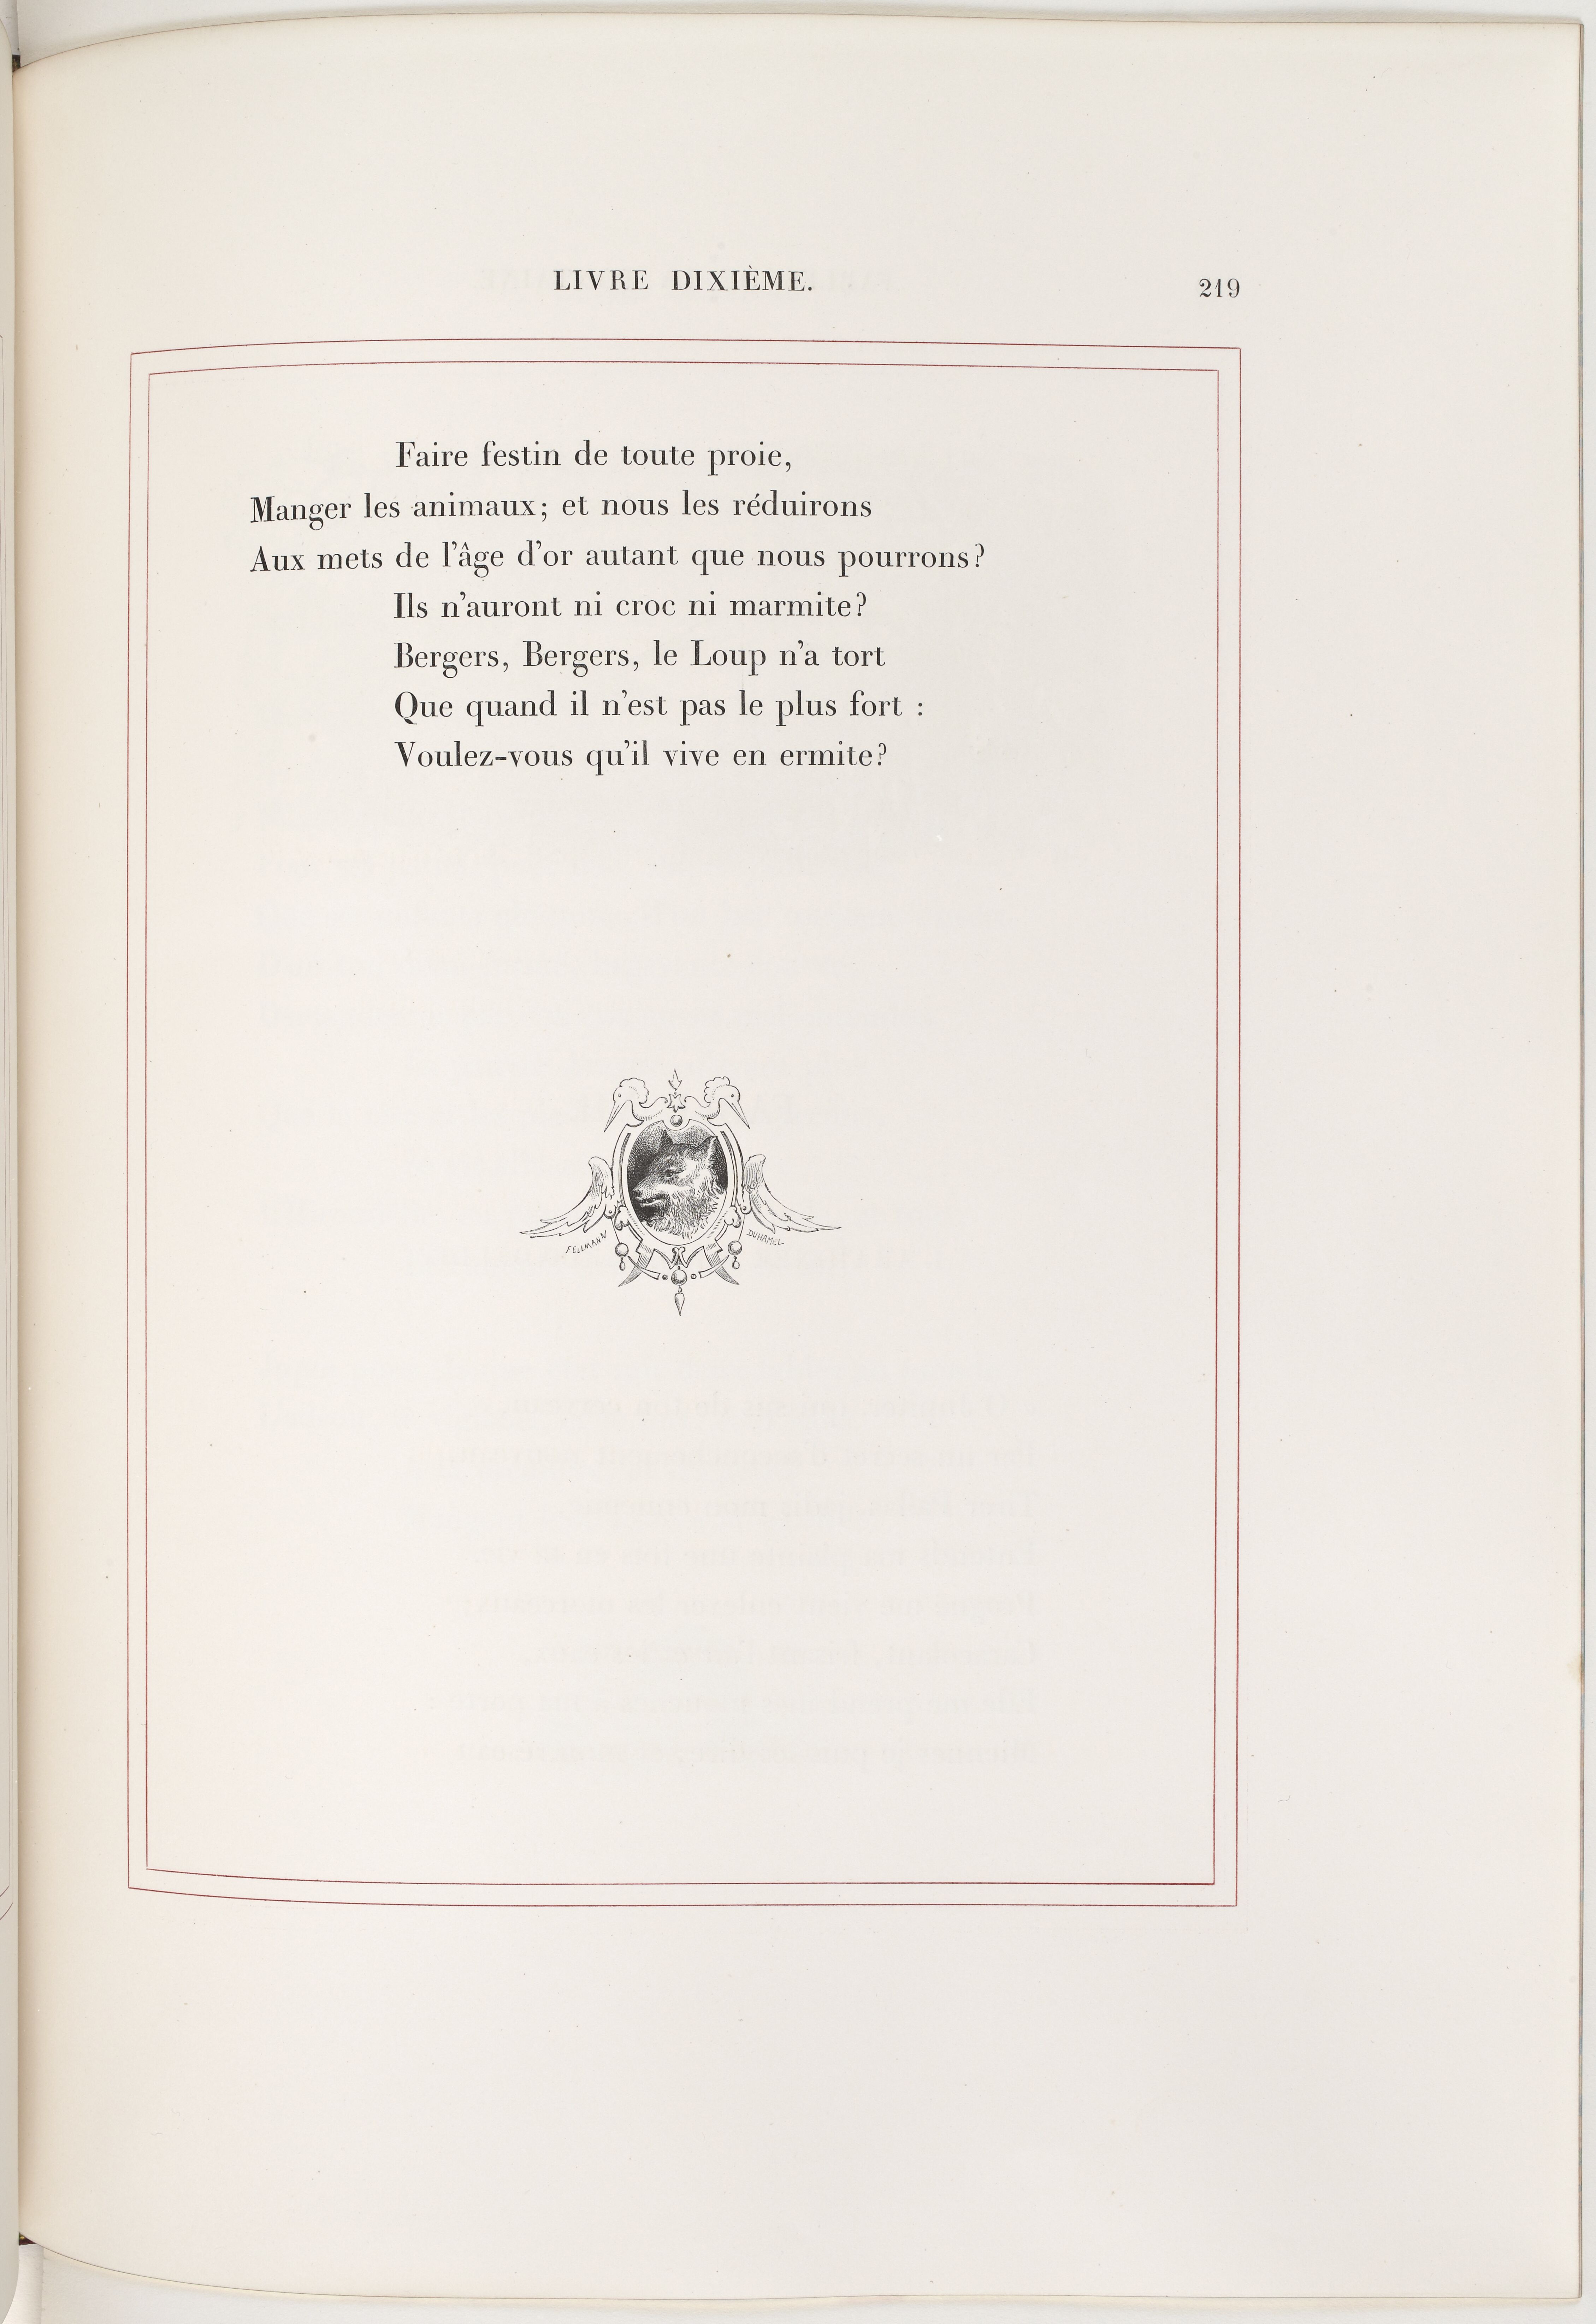 LIVRE DIXIÈME.
219
Faire festin de toute proie,
Manger les animaux; et nous les réduirons
Aux mets de l'âge d'or autant que nous pourrons?
Ils n'auront ni croc ni marmite?
Bergers, Bergers, le Loup n'a tort
Que quand il n'est pas le plus fort :
Voulez-vous qu'il vive en ermite?
FELLMANN
DUHAMEL